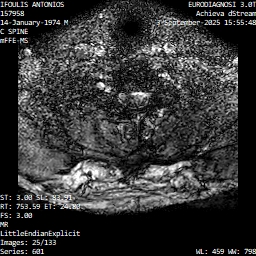 IFOULIS ANTONIOS
157958
14-January-1974 M
C SPINE
mFFE-MS
EURODIAGNOSI 3.0T
Achieva dStream
September-2025 15:55:48
ST: 3.00 SL:
RT: 753.59 ET:
FS: 3.00
MR
LittleEndianExplicit
Images: 25/133
Series: 601
WL: 459 WW: 798